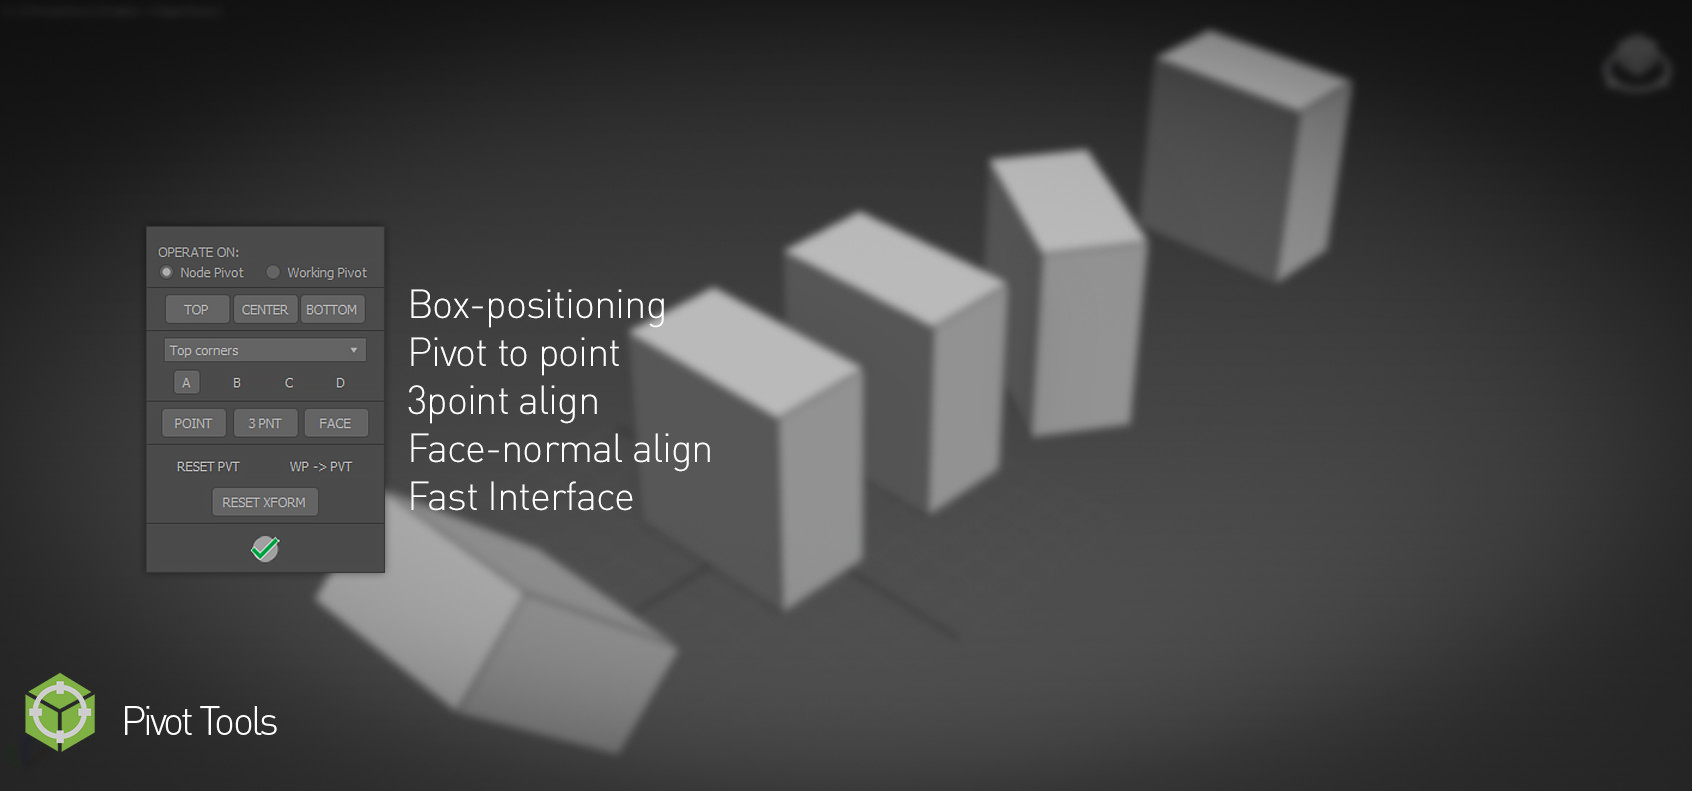 OPERATE ON:
Node Pivot Working Pivot
TOP CENTER BOTTOM
Top corners
A B C D
POINT 3 PNT FACE
RESET PVT WP -> PVT
RESET XFORM
Box-positioning
Pivot to point
3point align
Face-normal align
Fast Interface
Pivot Tools